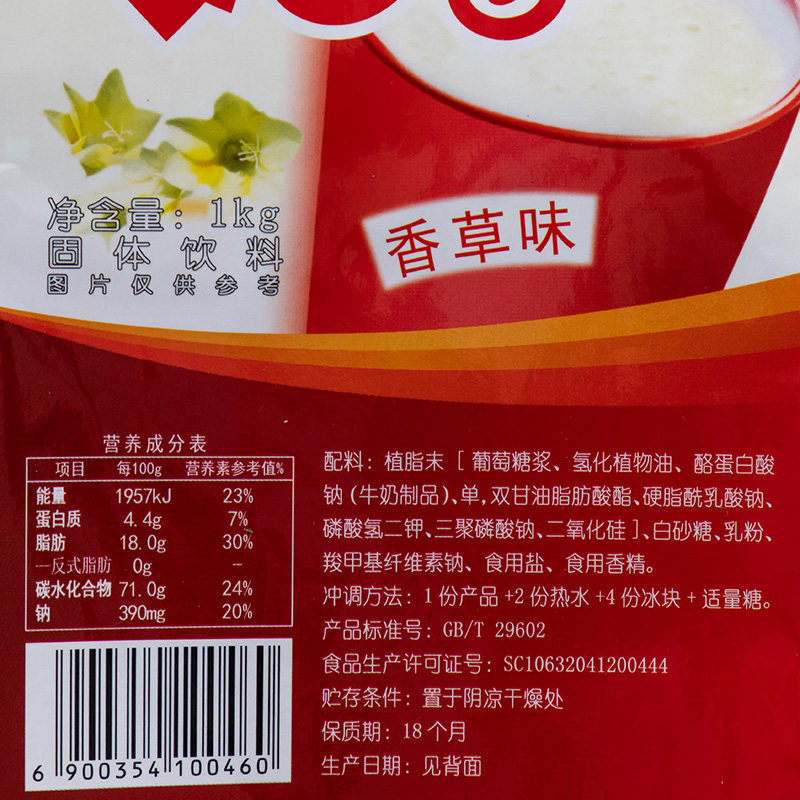 净含量：1kg
固体饮料
图片仅供参考
香草味
营养成分表
项目 每100g 营养素参考值%
能量 1957kJ 23%
蛋白质 4.4g 7%
脂肪 18.0g 30%
—反式脂肪 0g —
碳水化合物 71.0g 24%
钠 390mg 20%
配料：植脂末［葡萄糖浆、氢化植物油、酪蛋白酸
钠(牛奶制品)、单,双甘油脂肪酸酯、硬脂酰乳酸钠、
磷酸氢二钾、三聚磷酸钠、二氧化硅］、白砂糖、乳粉、
羧甲基纤维素钠、食用盐、食用香精。
冲调方法：1份产品+2份热水+4份冰块+适量糖。
产品标准号：GB/T 29602
食品生产许可证号：SC10632041200444
贮存条件：置于阴凉干燥处
保质期：18个月
生产日期：见背面
6 900354 100460